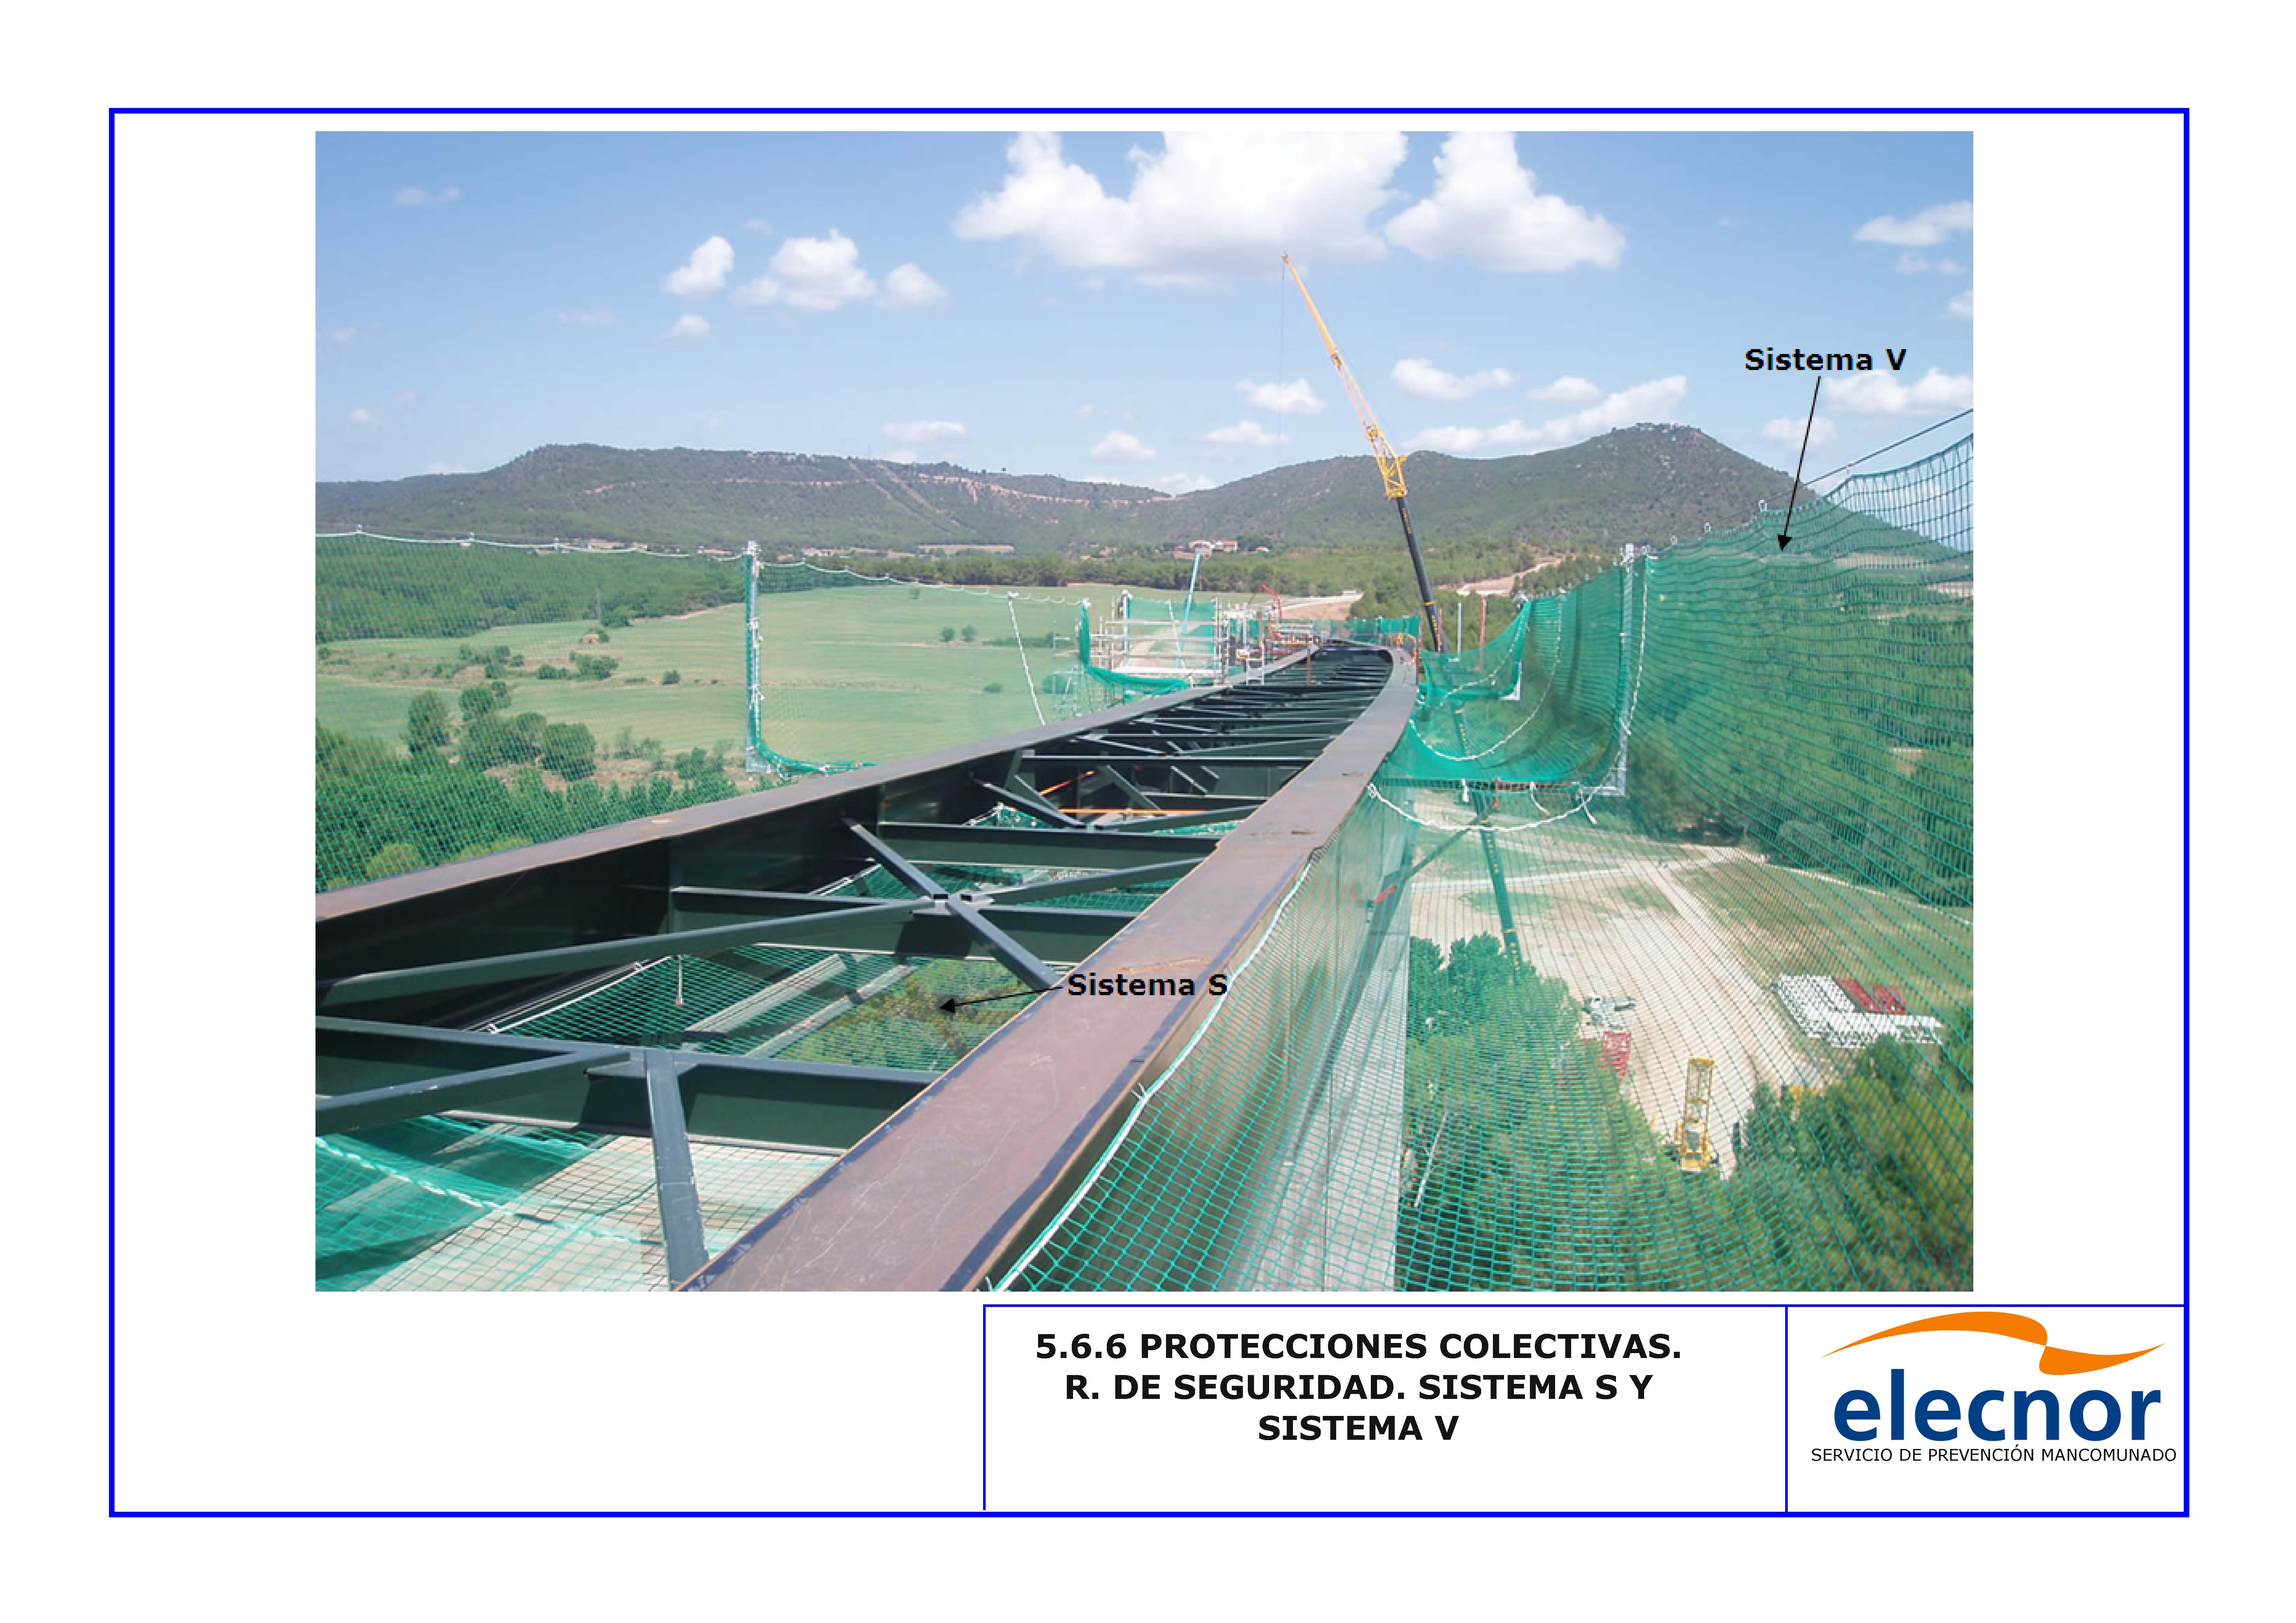 Sistema V
Sistema S
5.6.6 PROTECCIONES COLECTIVAS.
R. DE SEGURIDAD. SISTEMA S Y
SISTEMA V
elecnor
SERVICIO DE PREVENCIÓN MANCOMUNADO